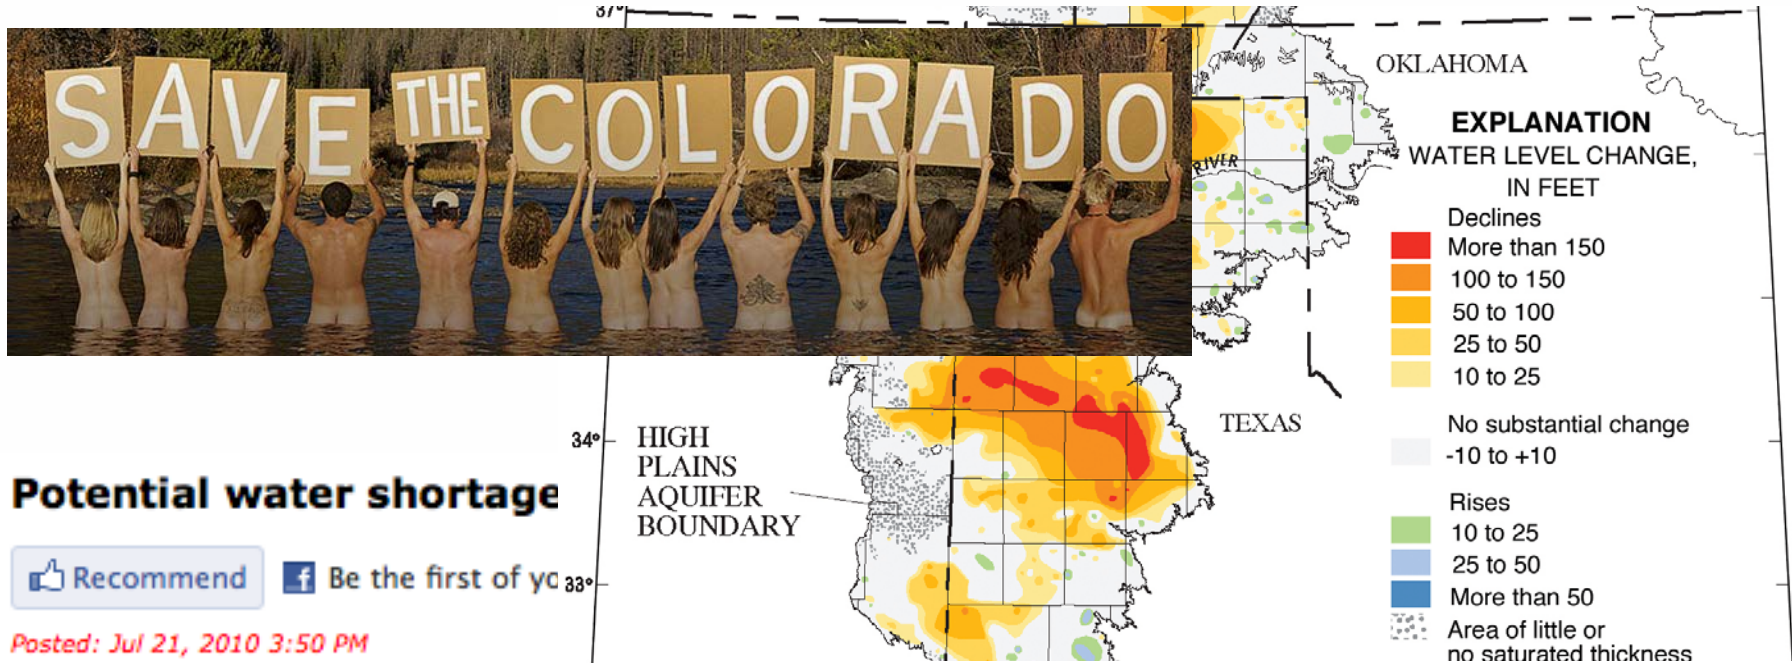 SAVE THE COLORADO
37°
OKLAHOMA
RIVER
EXPLANATION
WATER LEVEL CHANGE,
IN FEET
Declines
More than 150
100 to 150
50 to 100
25 to 50
10 to 25
No substantial change
-10 to +10
Rises
10 to 25
25 to 50
More than 50
Area of little or
no saturated thickness
TEXAS
34°
HIGH
PLAINS
AQUIFER
BOUNDARY
33°
Potential water shortage
Recommend
f Be the first of yo
Posted: Jul 21, 2010 3:50 PM